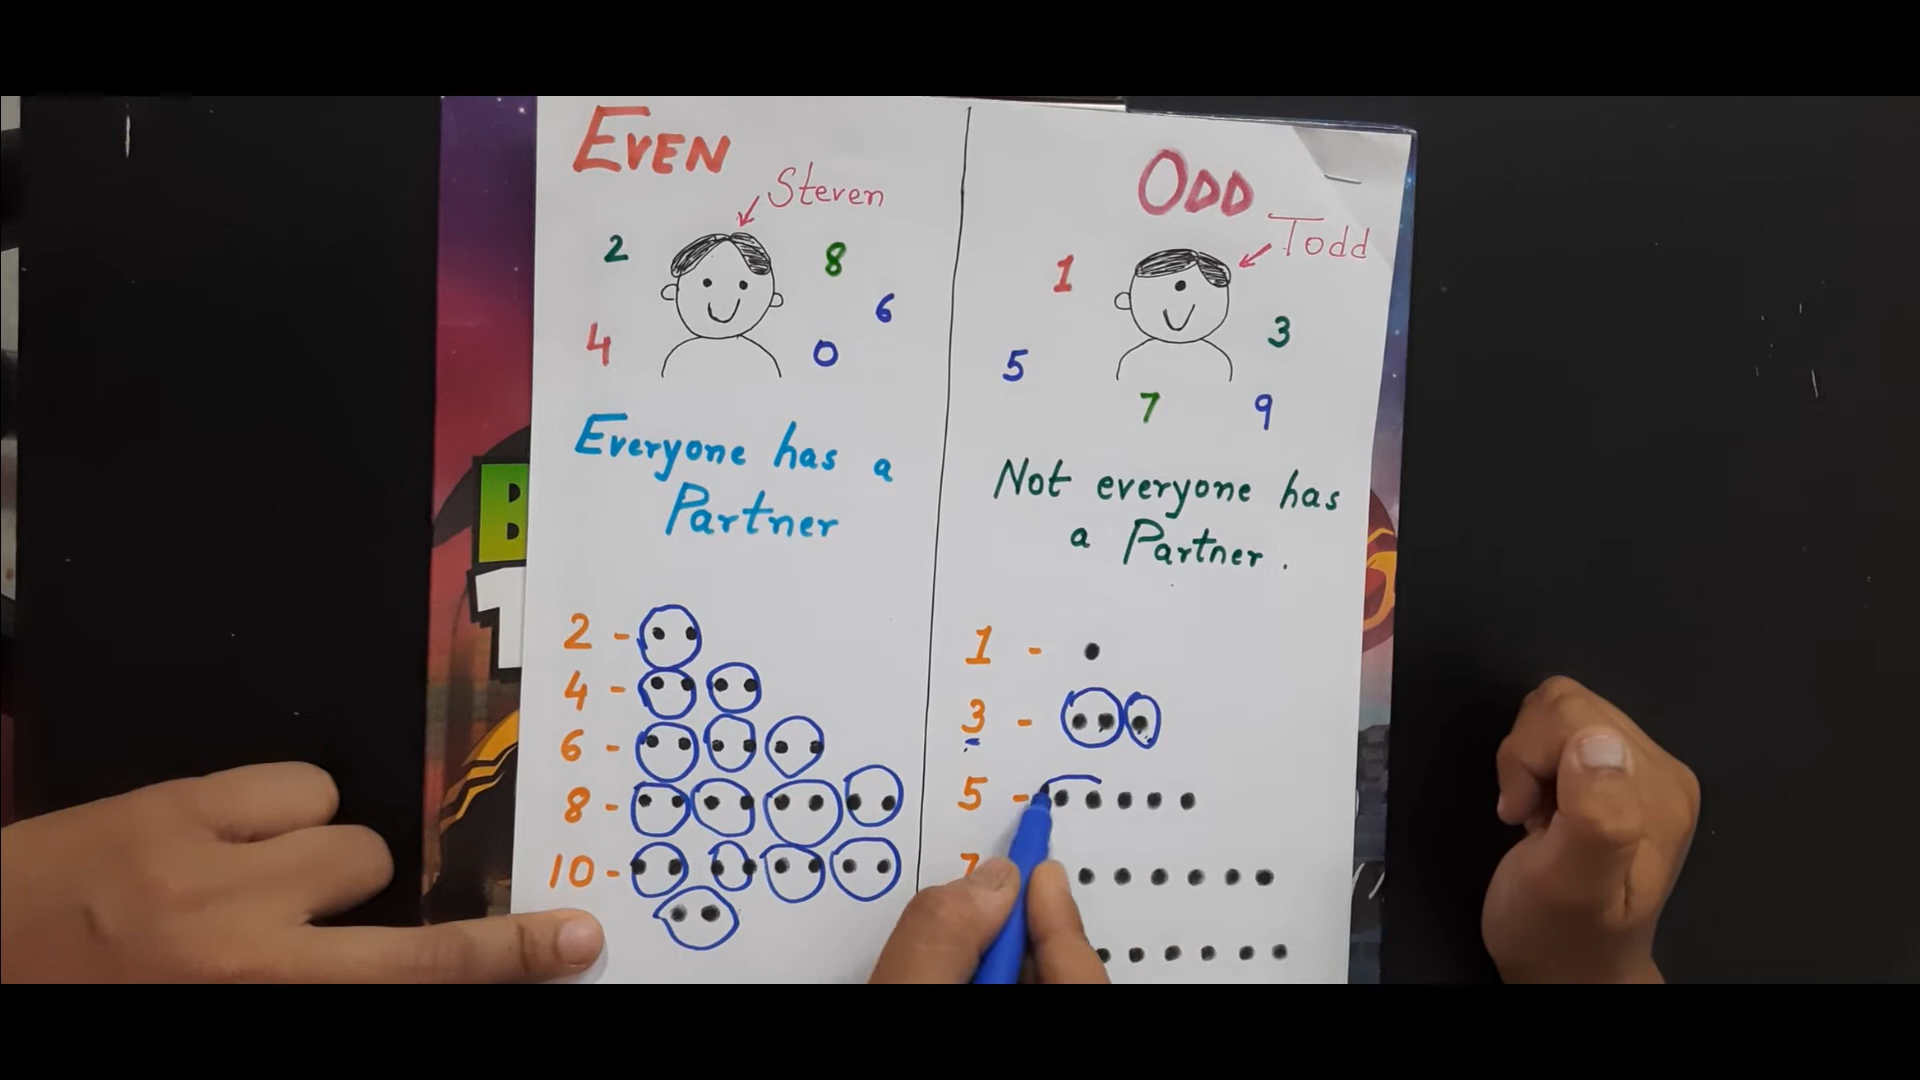 EVEN
Steven
2
8
6
4
0
Everyone has a
Partner
2 -
4 -
6 -
8 -
10 -
ODD
Todd
1
3
5
7
9
Not everyone has
a Partner.
1 -
3 -
5 -